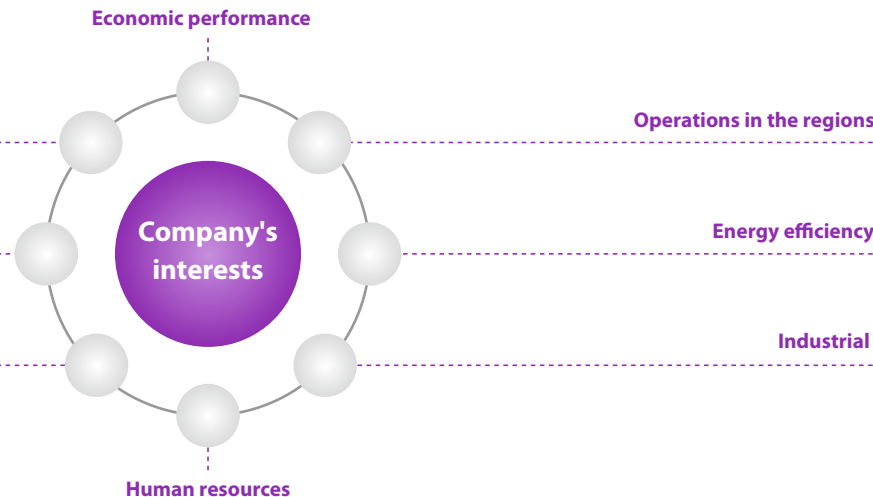 Economic performance
Operations in the regions
Company's
interests
Energy efficiency
Industrial
Human resources